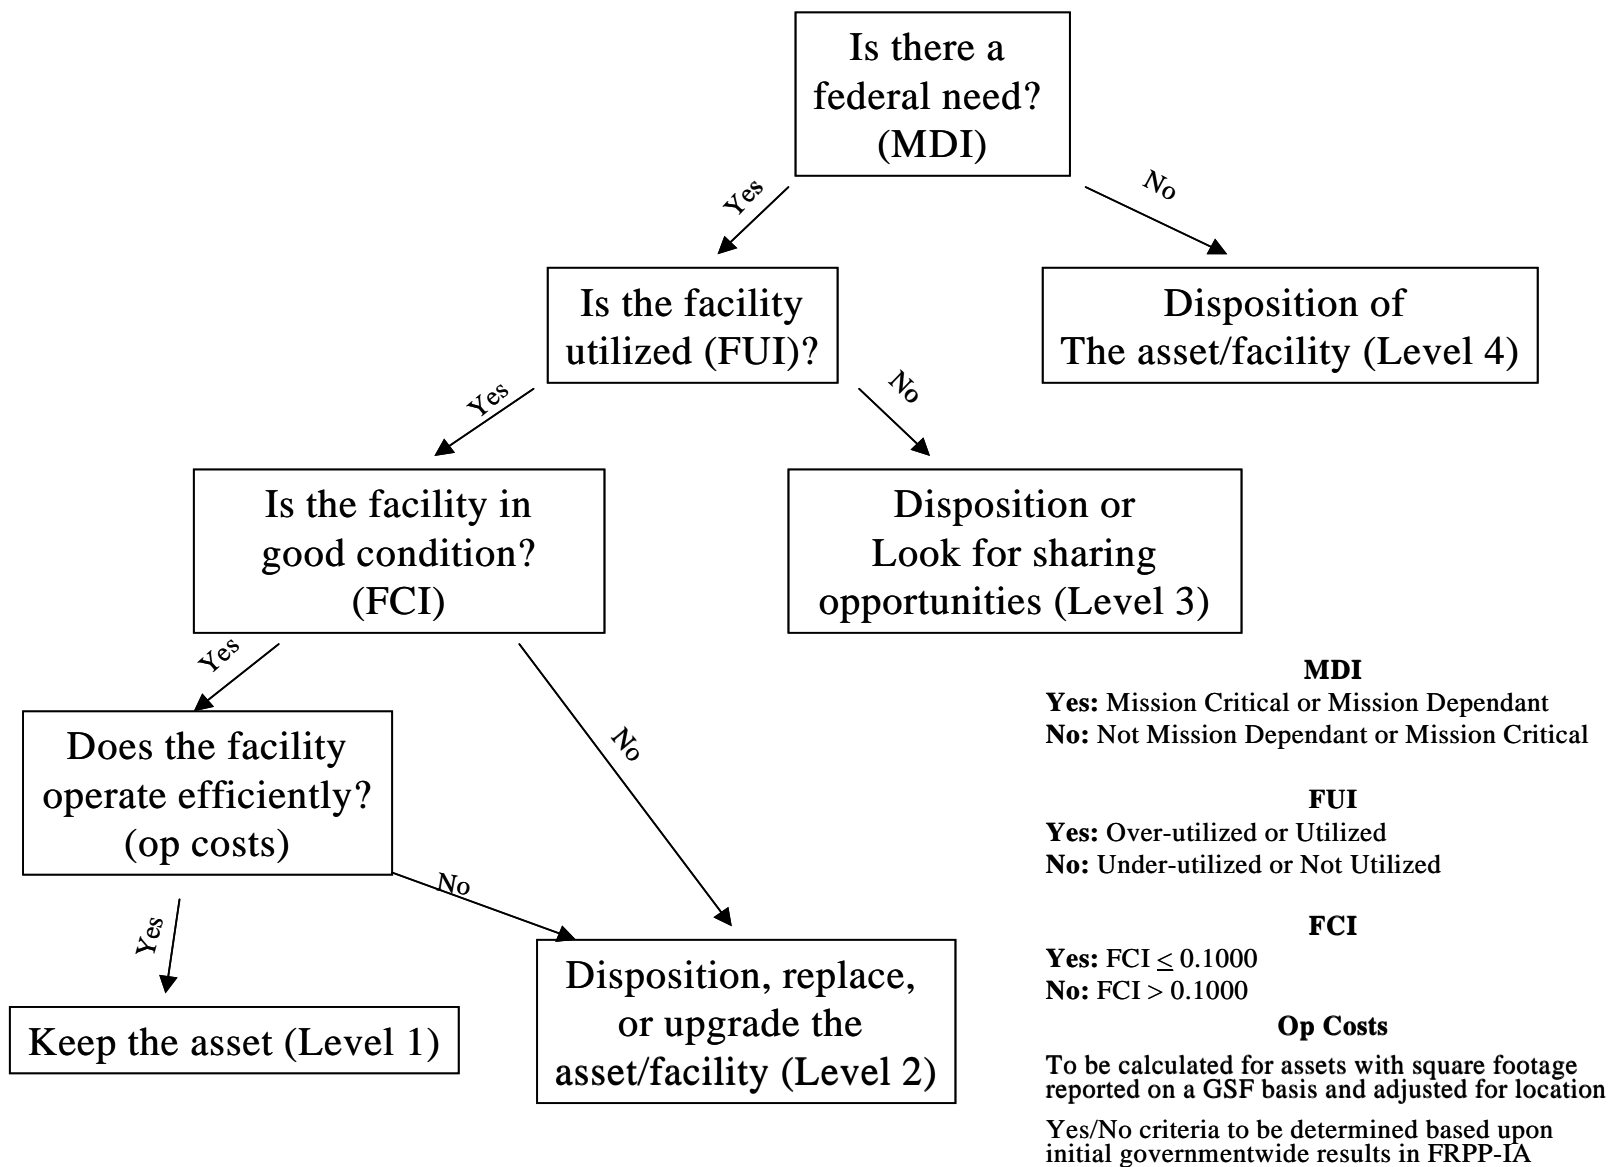 Is there a
federal need?
(MDI)
Yes
No
Is the facility
utilized (FUI)?
Disposition of
The asset/facility (Level 4)
Yes
No
Is the facility in
good condition?
(FCI)
Disposition or
Look for sharing
opportunities (Level 3)
Yes
No
Does the facility
operate efficiently?
(op costs)
Yes
No
Keep the asset (Level 1)
Disposition, replace,
or upgrade the
asset/facility (Level 2)
MDI
Yes: Mission Critical or Mission Dependant
No: Not Mission Dependant or Mission Critical
FUI
Yes: Over-utilized or Utilized
No: Under-utilized or Not Utilized
FCI
Yes: FCI ≤ 0.1000
No: FCI > 0.1000
Op Costs
To be calculated for assets with square footage
reported on a GSF basis and adjusted for location
Yes/No criteria to be determined based upon
initial governmentwide results in FRPP-IA